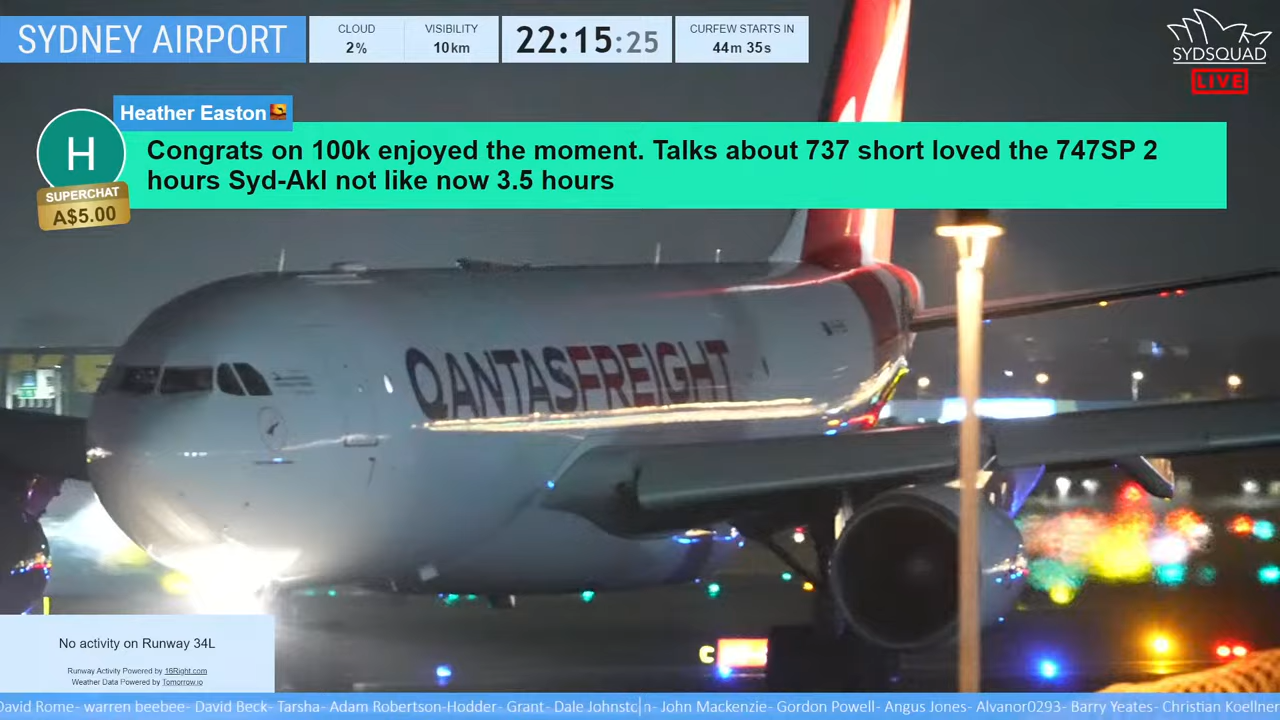 SYDNEY AIRPORT
CLOUD
2%
VISIBILITY
10km
22:15:25
CURFEW STARTS IN
44m 35s
SYDSQUAD
LIVE
Heather Easton
H
SUPERCHAT
A$5.00
Congrats on 100k enjoyed the moment. Talks about 737 short loved the 747SP 2
hours Syd-Akl not like now 3.5 hours
QANTASFREIGHT
C
No activity on Runway 34L
Runway Activity Powered by 16Right.com
Weather Data Powered by Tomorrow.io
David Rome- warren beebee- David Beck- Tarsha- Adam Robertson-Hodder- Grant- Dale Johnstc n- John Mackenzie- Gordon Powell- Angus Jones- Alvanor0293- Barry Yeates- Christian Koellner